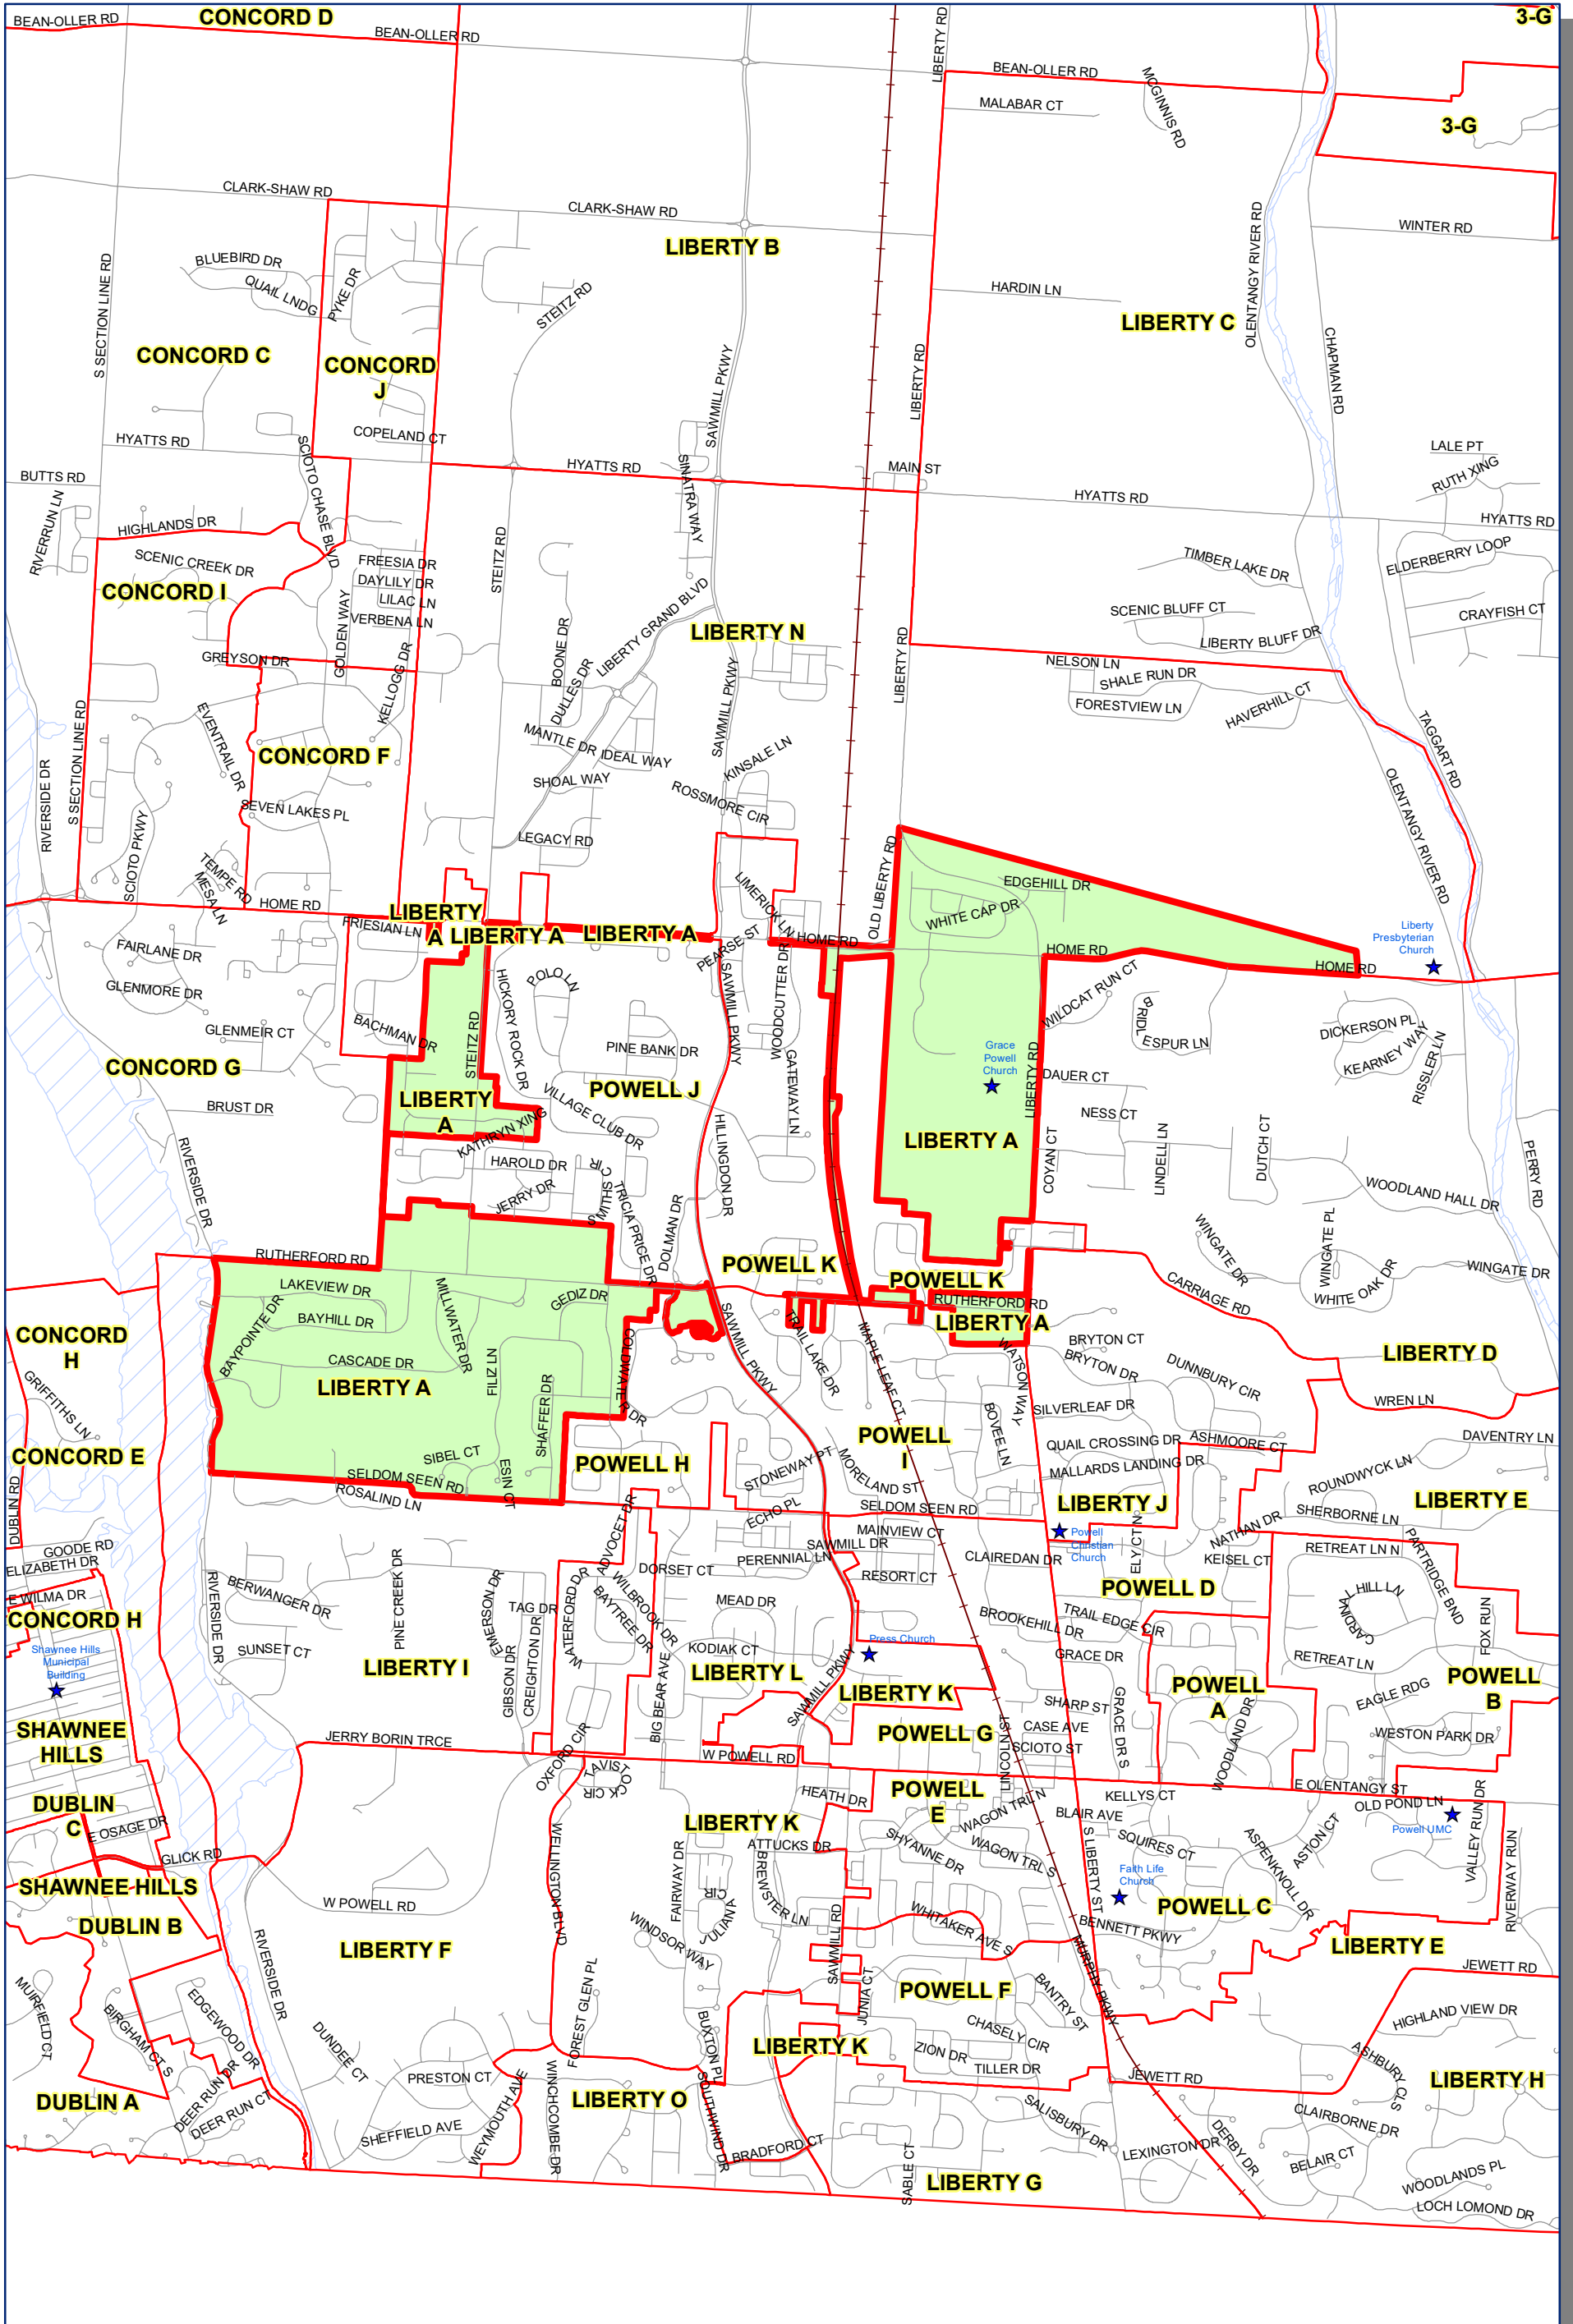 CONCORD D
3-G
BEAN-OLLER RD
BEAN-OLLER RD
LIBERTY RD
BEAN-OLLER RD
MCGINNIS RD
MALABAR CT
3-G
CLARK-SHAW RD
CLARK-SHAW RD
WINTER RD
OLENTANGY RIVER RD
LIBERTY B
BLUEBIRD DR
QUAIL LNDG
PYKE DR
S SECTION LINE RD
STEITZ RD
HARDIN LN
LIBERTY C
CHAPMAN RD
CONCORD C
CONCORD
J
SAWMILL PKWY
LIBERTY RD
COPELAND CT
HYATTS RD
SCIOTO CHASE BLVD
HYATTS RD
SINATRA WAY
MAIN ST
LALE PT
RUTH XING
BUTTS RD
HYATTS RD
HYATTS RD
RIVERRUN LN
HIGHLANDS DR
STEITZ RD
SCENIC CREEK DR
FREESIA DR
DAYLILY DR
LILAC LN
VERBENA LN
TIMBER LAKE DR
ELDERBERRY LOOP
CONCORD I
GOLDEN WAY
BOONE DR
LIBERTY GRAND BLVD
LIBERTY N
SCENIC BLUFF CT
LIBERTY BLUFF DR
CRAYFISH CT
GREYSON DR
KELLOGG DR
DULLES DR
SAWMILL PKWY
LIBERTY RD
NELSON LN
SHALE RUN DR
FORESTVIEW LN
HAVERHILL CT
EVENTRAIL DR
CONCORD F
MANTLE DR
IDEAL WAY
KINSALE LN
TAGGART RD
S SECTION LINE RD
RIVERSIDE DR
SEVEN LAKES PL
SHOAL WAY
ROSSMORE CIR
OLENTANGY RIVER RD
SCIOTO PKWY
LEGACY RD
TEMPE RD
MESA LN
LIMERICK LN
OLD LIBERTY RD
EDGEHILL DR
HOME RD
LIBERTY
A
LIBERTY A
LIBERTY A
WHITE CAP DR
FRIESIAN LN
PEARSE ST
HOME RD
HOME RD
HOME RD
Liberty
Presbyterian
Church
FAIRLANE DR
GLENMORE DR
HICKORY ROCK DR
POLO LN
SAWMILL PKWY
WOODCUTTER DR
WILDCAT RUN CT
BRIDLESPUR LN
DICKERSON PL
KEARNEY WAY
RISSLER LN
GLENMEIR CT
BACHMAN DR
STEITZ RD
PINE BANK DR
GATEWAY LN
Grace
Powell
Church
CONCORD G
POWELL J
LIBERTY RD
DAUER CT
BRUST DR
LIBERTY
A
VILLAGE CLUB DR
KATHRYN XING
HILLINGDON DR
LIBERTY A
NESS CT
COYAN CT
LINDELL LN
DUTCH CT
PERRY RD
RIVERSIDE DR
HAROLD DR
SMITHS CIR
JERRY DR
TRICIA PRICE DR
DOLMAN DR
WOODLAND HALL DR
WINGATE DR
WINGATE PL
RUTHERFORD RD
POWELL K
POWELL K
WHITE OAK DR
WINGATE DR
LAKEVIEW DR
BAYHILL DR
BAYPOINTE DR
MILLWATER DR
GEDIZ DR
RUTHERFORD RD
LIBERTY A
CARRIAGE RD
CONCORD
H
CASCADE DR
FILIZ LN
COLDWATER DR
SAWMILL PKWY
TRAIL LAKE DR
MAPLE LEAF CT
WATSON WAY
BRYTON CT
BRYTON DR
DUNNBURY CIR
LIBERTY D
GRIFFITHS LN
LIBERTY A
SHAFFER DR
SILVERLEAF DR
WREN LN
CONCORD E
SIBEL CT
ESIN CT
POWELL H
STONEWAY PT
MORELAND ST
POWELL
I
BOVEE LN
QUAIL CROSSING DR
ASHMOORE CT
MALLARDS LANDING DR
DAVENTRY LN
ROUNDWYCK LN
SELDOM SEEN RD
ROSALIND LN
ECHO PL
SELDOM SEEN RD
LIBERTY J
SHERBORNE LN
LIBERTY E
DUBLIN RD
GOODE RD
ELIZABETH DR
E WILMA DR
ADVOCET DR
DORSET CT
PERENNIAL LN
MAINVIEW CT
SAWMILL DR
RESORT CT
CLAIREDAN DR
Powell
Christian
Church
ELY CT N
NATHAN DR
KEISEL CT
RETREAT LN N
PARTRIDGE BND
CONCORD H
RIVERSIDE DR
BERWANGER DR
SUNSET CT
PINE CREEK DR
EMERSON DR
TAG DR
WATERFORD DR
BAYTREE DR
WILBROOK DR
MEAD DR
KODIAK CT
Press Church
BROOKEHILL DR
TRAIL EDGE CIR
POWELL D
CARDINAL HILL LN
FOX RUN
Shawnee Hills
Municipal
Building
LIBERTY I
GIBSON DR
CREIGHTON DR
BIG BEAR AVE
LIBERTY L
SAWMILL PKWY
LIBERTY K
GRACE DR
GRACE DR S
SHARP ST
POWELL
A
RETREAT LN
EAGLE RDG
POWELL
B
SHAWNEE
HILLS
JERRY BORIN TRCE
OXFORD CIR
TAVISTOCK CIR
W POWELL RD
POWELL G
LINCOLN ST
CASE AVE
SCIOTO ST
WOODLAND DR
WESTON PARK DR
DUBLIN
C
HEATH DR
POWELL
E
KELLYS CT
E OLENTANGY ST
OLD POND LN
Powell UMC
VALLEY RUN DR
E OSAGE DR
GLICK RD
LIBERTY K
ATTUCKS DR
SHYANNE DR
WAGON TRL N
WAGON TRL S
BLAIR AVE
SQUIRES CT
S LIBERTY ST
ASPENKNOLL DR
ASTON CT
RIVERWAY RUN
SHAWNEE HILLS
W POWELL RD
WELLINGTON BLVD
FAIRWAY DR
JULIANA CIR
BREWSTER LN
SAWMILL RD
WHITAKER AVE S
Faith Life
Church
POWELL C
DUBLIN B
LIBERTY F
WINDSOR WAY
BENNETT PKWY
LIBERTY E
MUIRFIELD CT
BIRGHAM CT S
EDGEWOOD DR
RIVERSIDE DR
FOREST GLEN PL
BUXTON PL
JUNIA CT
POWELL F
BANTRY ST
MURPHY PKWY
JEWETT RD
HIGHLAND VIEW DR
DUNDEE CT
LIBERTY K
CHASELY CIR
ZION DR
TILLER DR
ASHBURY CT S
DUBLIN A
DEER RUN DR
DEER RUN CT
PRESTON CT
SHEFFIELD AVE
WEYMOUTH AVE
WINCHCOMBE DR
LIBERTY O
SOUTHWIND DR
BRADFORD CT
SABLE CT
SALISBURY DR
JEWETT RD
LIBERTY H
CLAIRBORNE DR
LEXINGTON DR
DERBY DR
BELAIR CT
LIBERTY G
WOODLANDS PL
LOCH LOMOND DR